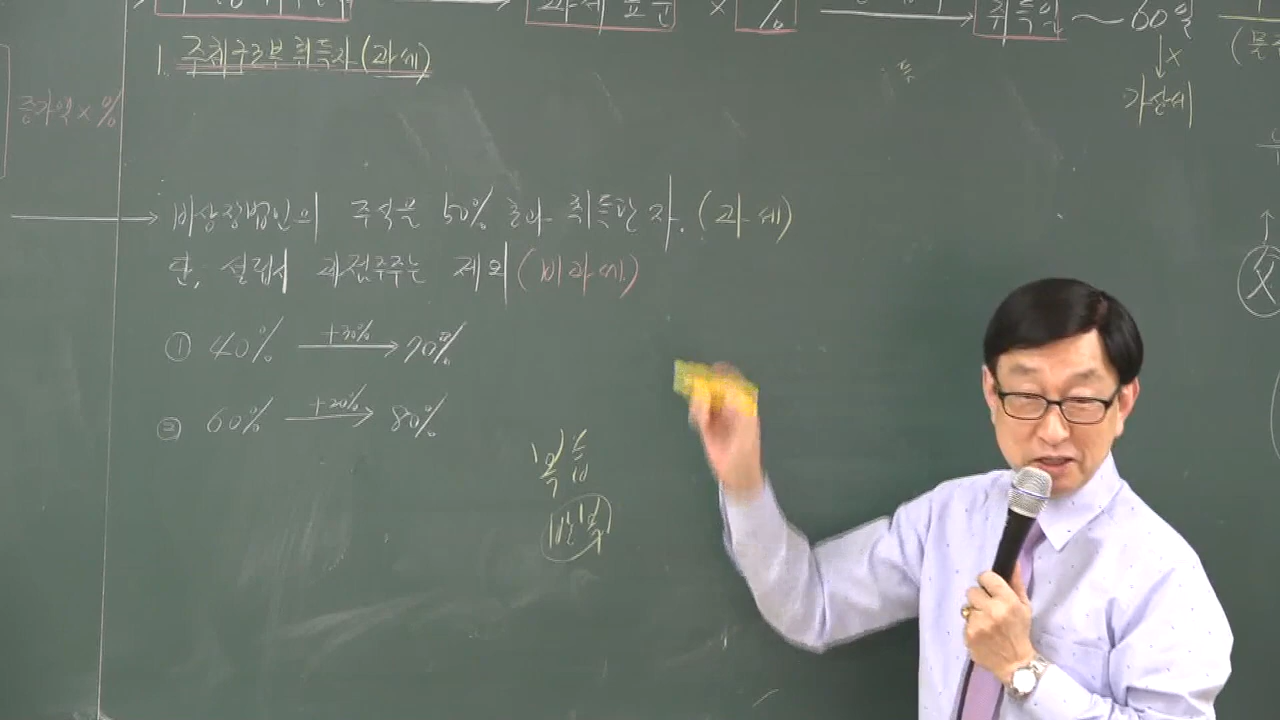 과세표준 × % → 취득일 ~ 60일
↓ ×
가산세
1. 주체구조부 취득자 (과세)
증가액 × %
비상장법인의 주식을 50% 초과 취득한 자. (과세)
단, 설립시 과점주주는 제외 (비과세)
① 40% +30% → 70%
② 60% +20% → 80%
복습
반복